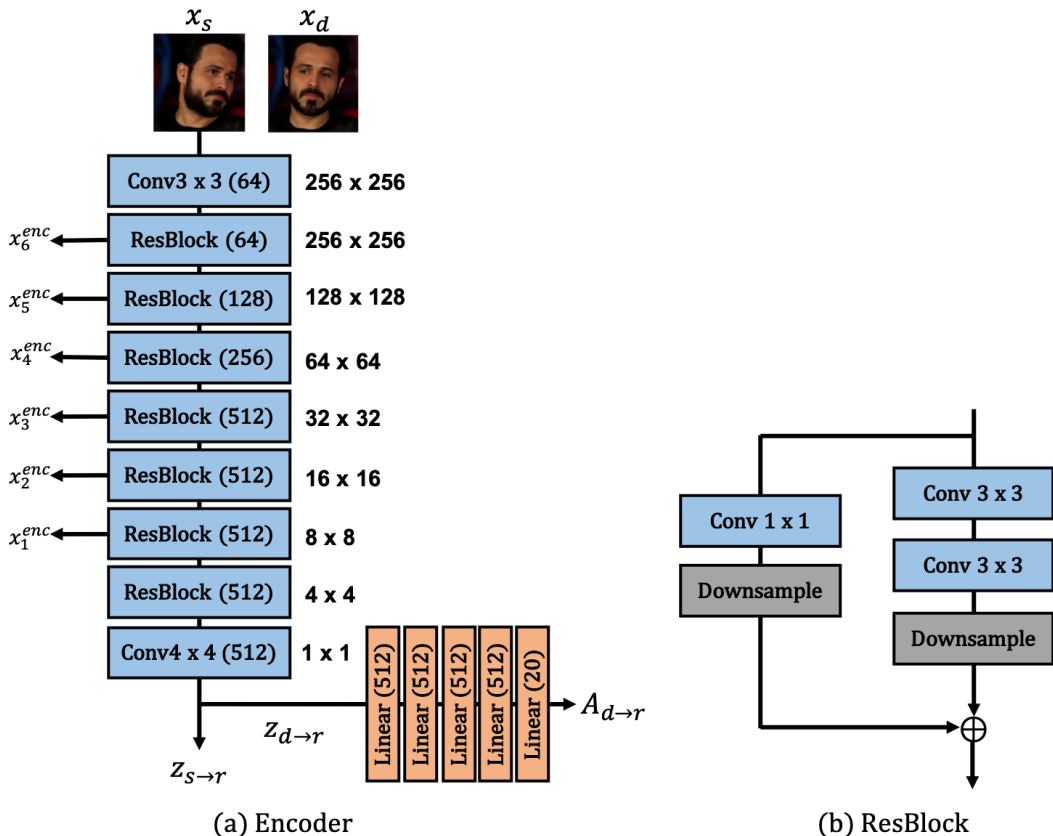 x_s
x_d
Conv3 x 3 (64)
256 x 256
x_6^{enc}
ResBlock (64)
256 x 256
x_5^{enc}
ResBlock (128)
128 x 128
x_4^{enc}
ResBlock (256)
64 x 64
x_3^{enc}
ResBlock (512)
32 x 32
x_2^{enc}
ResBlock (512)
16 x 16
x_1^{enc}
ResBlock (512)
8 x 8
ResBlock (512)
4 x 4
Conv4 x 4 (512)
1 x 1
Linear (512)
Linear (512)
Linear (512)
Linear (512)
Linear (20)
A_{d→r}
z_{d→r}
z_{s→r}
(a) Encoder
Conv 1 x 1
Downsample
Conv 3 x 3
Conv 3 x 3
Downsample
(b) ResBlock